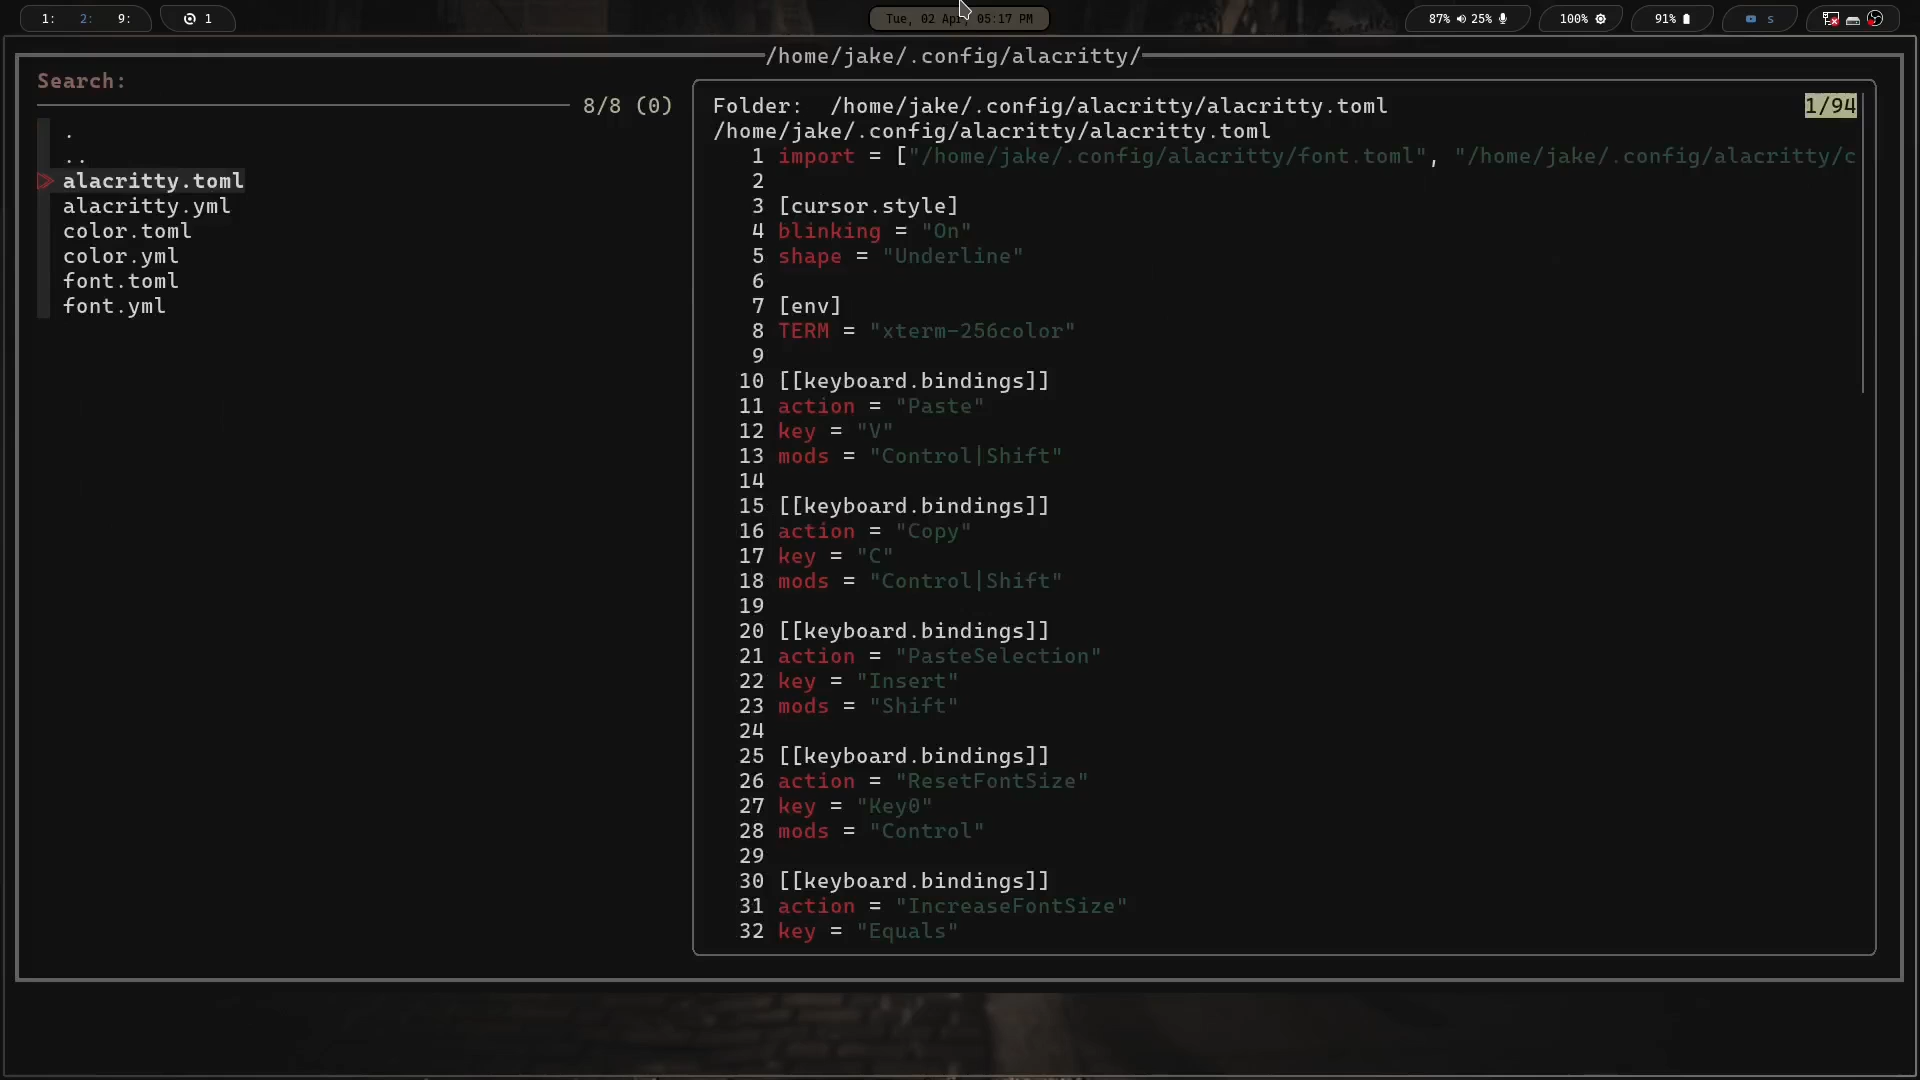 1: 2: 9: 1 Tue, 02 Apr 05:17 PM 87% 25% 100% 91% s
/home/jake/.config/alacritty/
Search:
8/8 (0)
.
..
alacritty.toml
alacritty.yml
color.toml
color.yml
font.toml
font.yml
Folder:  /home/jake/.config/alacritty/alacritty.toml 1/94
/home/jake/.config/alacritty/alacritty.toml
1 import = ["/home/jake/.config/alacritty/font.toml", "/home/jake/.config/alacritty/c
2
3 [cursor.style]
4 blinking = "On"
5 shape = "Underline"
6
7 [env]
8 TERM = "xterm-256color"
9
10 [[keyboard.bindings]]
11 action = "Paste"
12 key = "V"
13 mods = "Control|Shift"
14
15 [[keyboard.bindings]]
16 action = "Copy"
17 key = "C"
18 mods = "Control|Shift"
19
20 [[keyboard.bindings]]
21 action = "PasteSelection"
22 key = "Insert"
23 mods = "Shift"
24
25 [[keyboard.bindings]]
26 action = "ResetFontSize"
27 key = "Key0"
28 mods = "Control"
29
30 [[keyboard.bindings]]
31 action = "IncreaseFontSize"
32 key = "Equals"